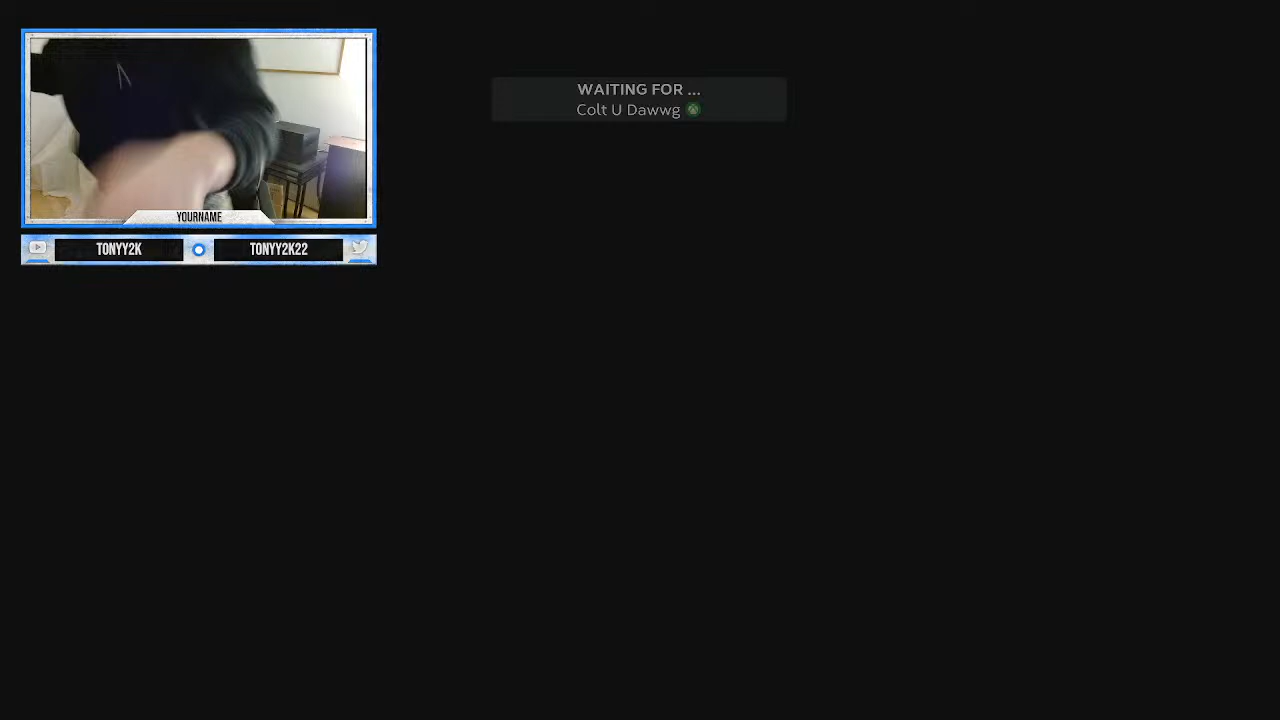 WAITING FOR ...
Colt U Dawwg
YOURNAME
TONYY2K
TONYY2K22